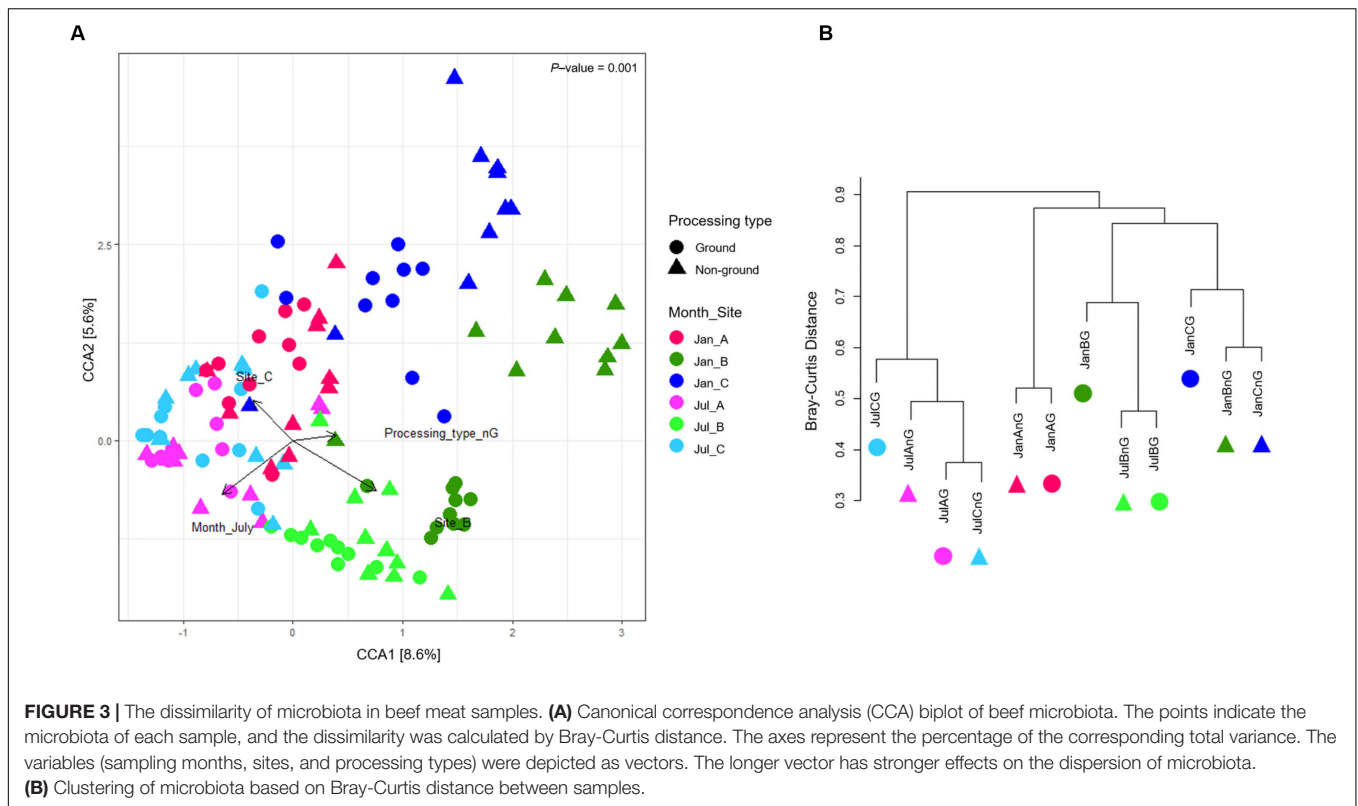 A
P-value = 0.001
CCA2 [5.6%]
2.5
0.0
Site_C
Processing_type_nG
Month_July
Site_B
-1
0
1
2
3
CCA1 [8.6%]
Processing type
Ground
Non-ground
Month_Site
Jan_A
Jan_B
Jan_C
Jul_A
Jul_B
Jul_C
B
Bray-Curtis Distance
0.9
0.8
0.7
0.6
0.5
0.4
0.3
JulCG
JulAnG
JulAG
JulCnG
JanAnG
JanAG
JanBG
JulBnG
JulBG
JanCG
JanBnG
JanCnG
FIGURE 3 | The dissimilarity of microbiota in beef meat samples. (A) Canonical correspondence analysis (CCA) biplot of beef microbiota. The points indicate the
microbiota of each sample, and the dissimilarity was calculated by Bray-Curtis distance. The axes represent the percentage of the corresponding total variance. The
variables (sampling months, sites, and processing types) were depicted as vectors. The longer vector has stronger effects on the dispersion of microbiota.
(B) Clustering of microbiota based on Bray-Curtis distance between samples.